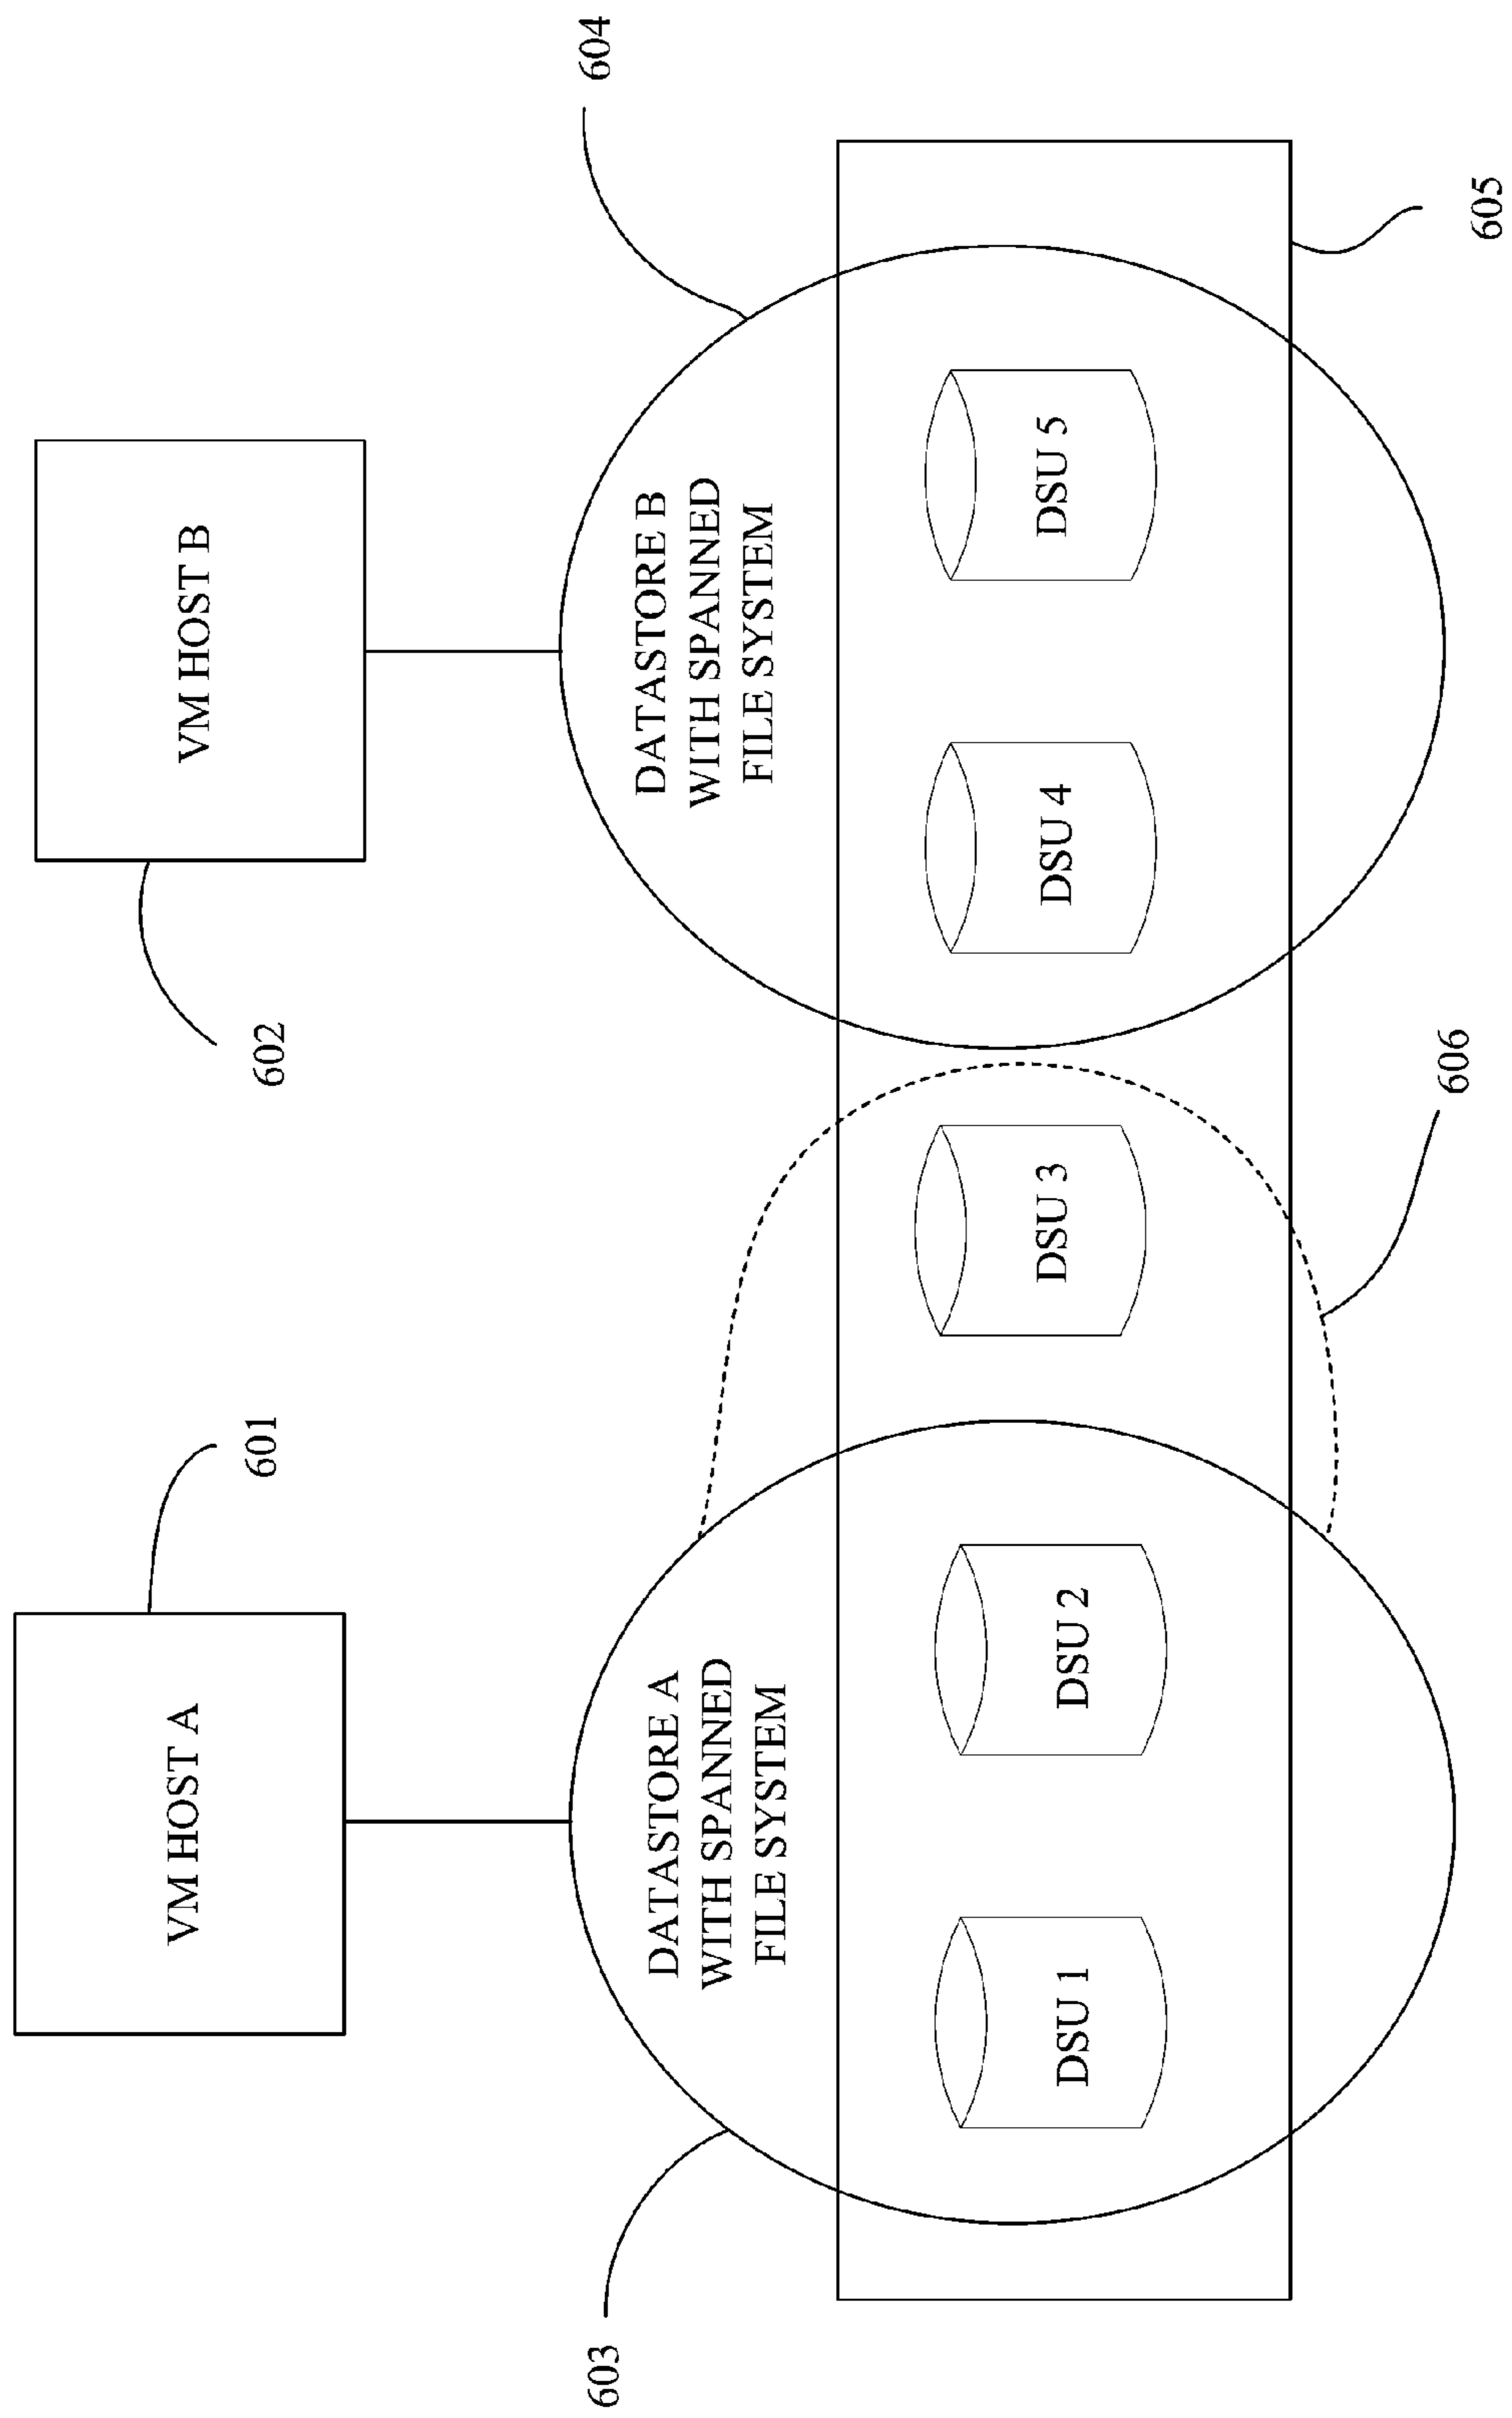 VM HOST A
601
VM HOST B
602
603
DATASTORE A
WITH SPANNED
FILE SYSTEM
DATASTORE B
WITH SPANNED
FILE SYSTEM
604
DSU 1
DSU 2
DSU 3
DSU 4
DSU 5
606
605